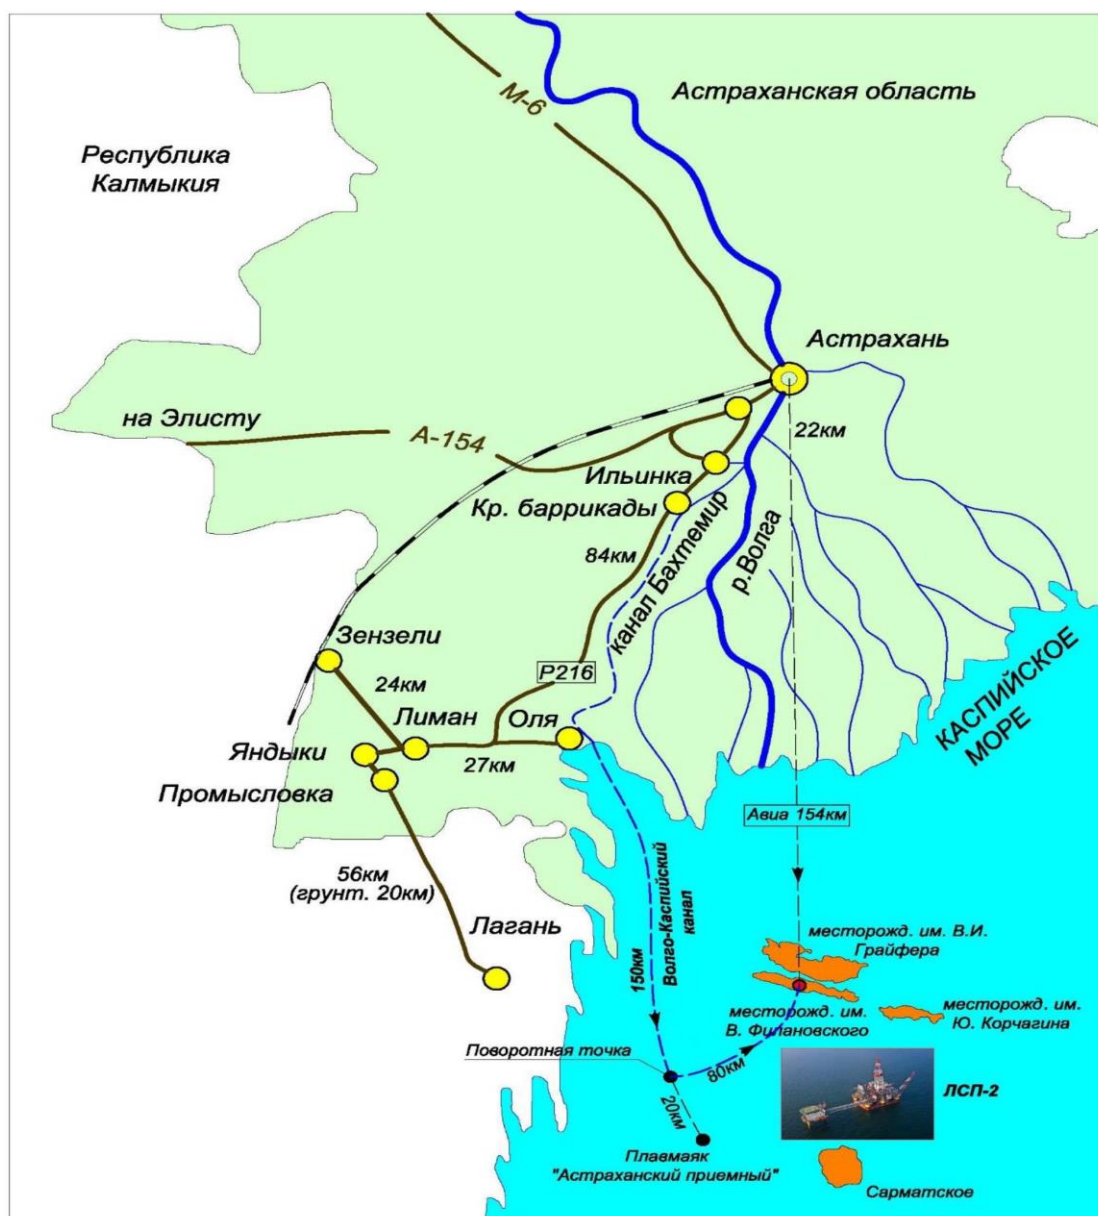 Астраханская область
М-6
Республика
Калмыкия
Астрахань
на Элисту
А-154
22км
Ильинка
Кр. баррикады
канал Бахтемир
р.Волга
84км
Зензели
Р216
24км
Лиман
Оля
КАСПИЙСКОЕ
МОРЕ
Яндыки
27км
Промысловка
Авиа 154км
56км
(грунт. 20км)
Лагань
150км
Волго-Каспийский
канал
месторожд. им. В.И.
Грайфера
месторожд. им.
В. Филановского
месторожд. им.
Ю. Корчагина
Поворотная точка
80км
20км
ЛСП-2
Плавмаяк
"Астраханский приемный"
Сарматское